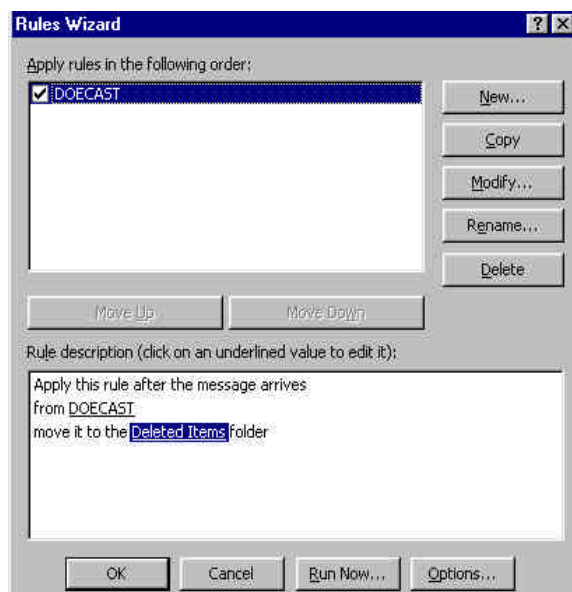 Rules Wizard
Apply rules in the following order:
DOECAST
New...
Copy
Modify...
Rename...
Delete
Move Up
Move Down
Rule description (click on an underlined value to edit it):
Apply this rule after the message arrives
from DOECAST
move it to the Deleted Items folder
OK
Cancel
Run Now...
Options...